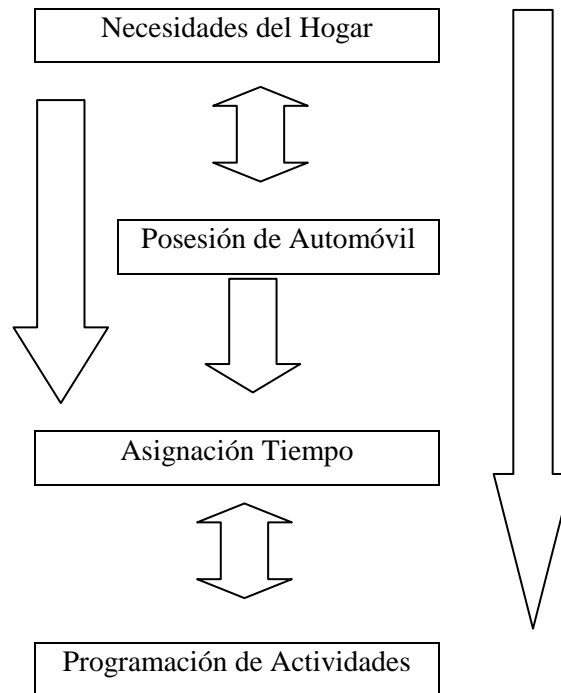 Necesidades del Hogar
Posesión de Automóvil
Asignación Tiempo
Programación de Actividades